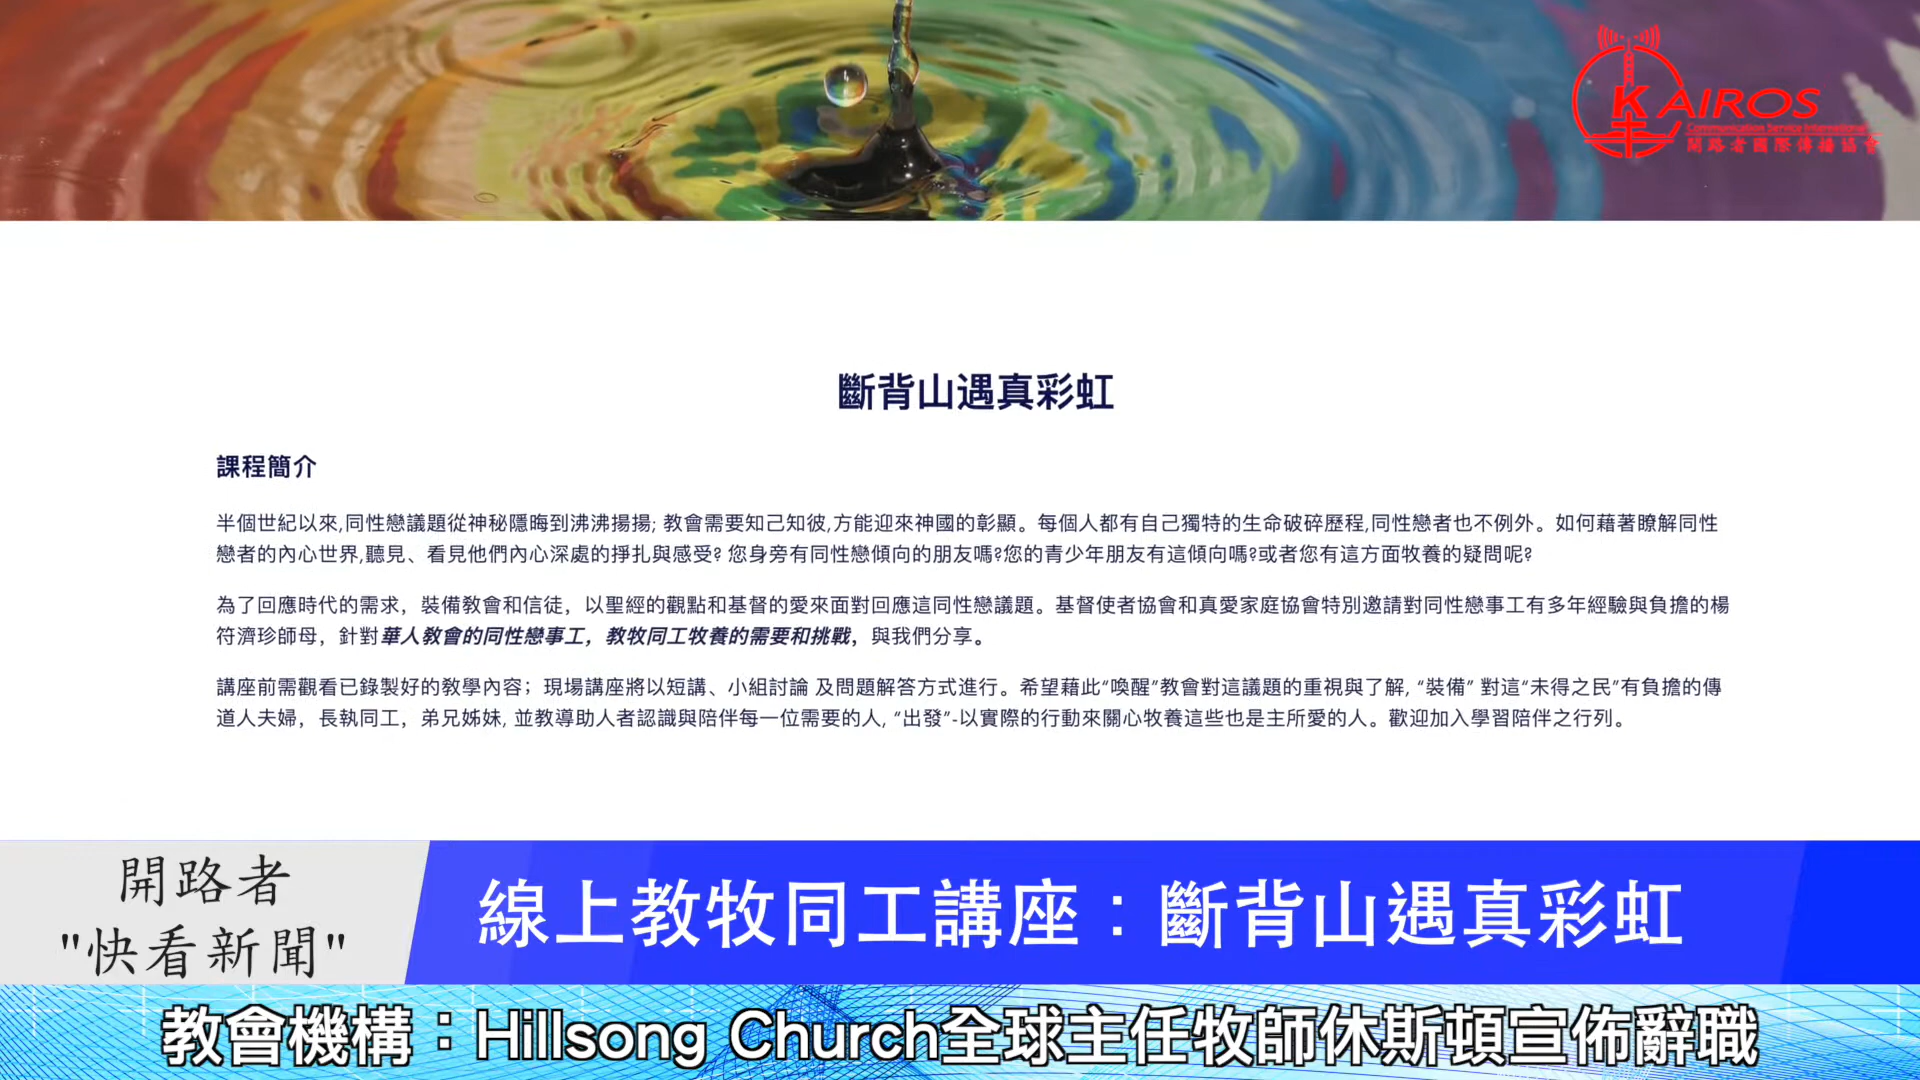 KAIROS
Communication Service International
開路者國際傳播協會
斷背山遇真彩虹
課程簡介
半個世紀以來,同性戀議題從神秘隱晦到沸沸揚揚; 教會需要知己知彼,方能迎來神國的彰顯。每個人都有自己獨特的生命破碎歷程,同性戀者也不例外。如何藉著瞭解同性
戀者的內心世界,聽見、看見他們內心深處的掙扎與感受? 您身旁有同性戀傾向的朋友嗎?您的青少年朋友有這傾向嗎?或者您有這方面牧養的疑問呢?
為了回應時代的需求，裝備教會和信徒，以聖經的觀點和基督的愛來面對回應這同性戀議題。基督使者協會和真愛家庭協會特別邀請對同性戀事工有多年經驗與負擔的楊
符濟珍師母，針對華人教會的同性戀事工，教牧同工牧養的需要和挑戰，與我們分享。
講座前需觀看已錄製好的教學內容；現場講座將以短講、小組討論 及問題解答方式進行。希望藉此“喚醒”教會對這議題的重視與了解, “裝備” 對這“未得之民”有負擔的傳
道人夫婦，長執同工，弟兄姊妹, 並教導助人者認識與陪伴每一位需要的人, “出發”-以實際的行動來關心牧養這些也是主所愛的人。歡迎加入學習陪伴之行列。
開路者
"快看新聞"
線上教牧同工講座：斷背山遇真彩虹
教會機構：Hillsong Church全球主任牧師休斯頓宣佈辭職